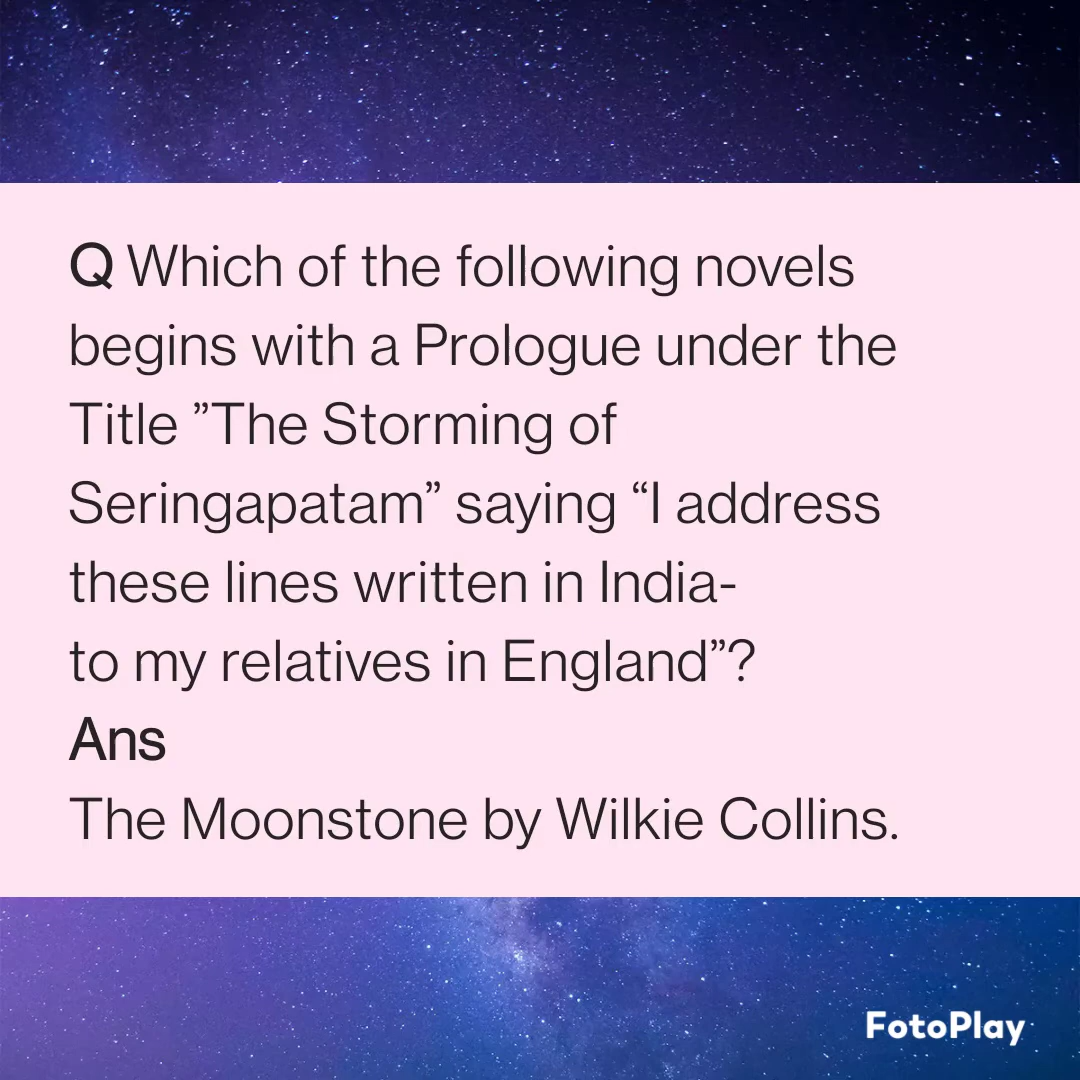 Q Which of the following novels
begins with a Prologue under the
Title ”The Storming of
Seringapatam” saying “I address
these lines written in India-
to my relatives in England”?
Ans
The Moonstone by Wilkie Collins.
FotoPlay